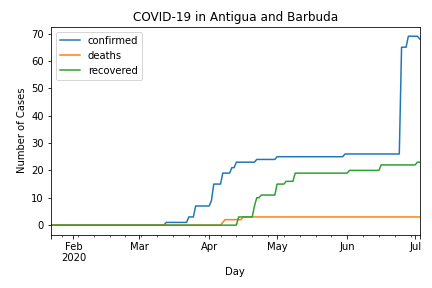 COVID-19 in Antigua and Barbuda
confirmed
deaths
recovered
70
60
50
40
30
20
10
0
Number of Cases
Feb
2020
Mar
Apr
May
Jun
Jul
Day